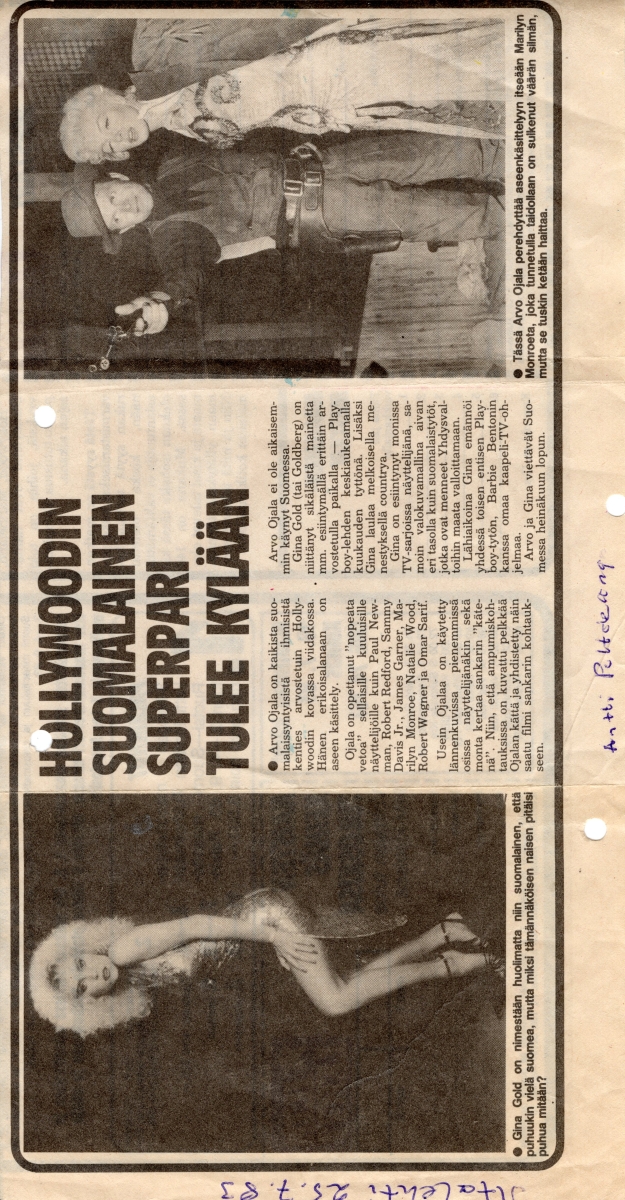 HOLLYWOODIN
SUOMALAINEN
SUPERPARI
TULEE KYLÄÄN
● Arvo Ojala on kaikista suo-
malaissyntyisistä ihmisistä
kenties arvostetuin Holly-
woodin kovassa viidakossa.
Hänen erikoisalanaan on
aseen käsittely.
Ojala on opettanut "nopeata
vetoa" sellaisille kuuluisille
näyttelijöille kuin Paul New-
man, Robert Redford, Sammy
Davis Jr., James Garner, Ma-
rilyn Monroe, Natalie Wood,
Robert Wagner ja Omar Sarif.
Usein Ojalaa on käytetty
lännenkuvissa pienemmissä
osissa näyttelijänäkin sekä
monta kertaa sankarin "käte-
nä". Niin, että ampumiskoh-
tauksissa on kuvattu pelkkää
Ojalan kättä ja yhdistetty näin
saatu filmi sankarin kohtauk-
seen.
Arvo Ojala ei ole aikaisem-
min käynyt Suomessa.
Gina Gold (tai Goldberg) on
niittänyt sikäläistä mainetta
mm. esiintymällä erittäin ar-
vostetulla paikalla — Play-
boy-lehden keskiaukeamalla
kuukauden tyttönä. Lisäksi
Gina laulaa melkoisella me-
nestyksellä countrya.
Gina on esiintynyt monissa
TV-sarjoissa näyttelijänä, sa-
moin valokuvamallina aivan
eri tasolla kuin suomalaistytöt,
jotka ovat menneet Yhdysval-
toihin maata valloittamaan.
Lähiaikoina Gina emännöi
yhdessä toisen entisen Play-
boy-tytön, Barbie Bentonin
kanssa omaa kaapeli-TV-oh-
jelmaa.
Arvo ja Gina viettävät Suo-
messa heinäkuun lopun.
● Tässä Arvo Ojala perehdyttää aseenkäsittelyyn itseään Marilyn
Monroeta, joka tunnetulla taidollaan on sulkenut väärän silmän,
mutta se tuskin ketään haittaa.
● Gina Gold on nimestään huolimatta niin suomalainen, että
puhuukin vielä suomea, mutta miksi tämännäköisen naisen pitäisi
puhua mitään?
Antti
Iltalehti 25.7.83